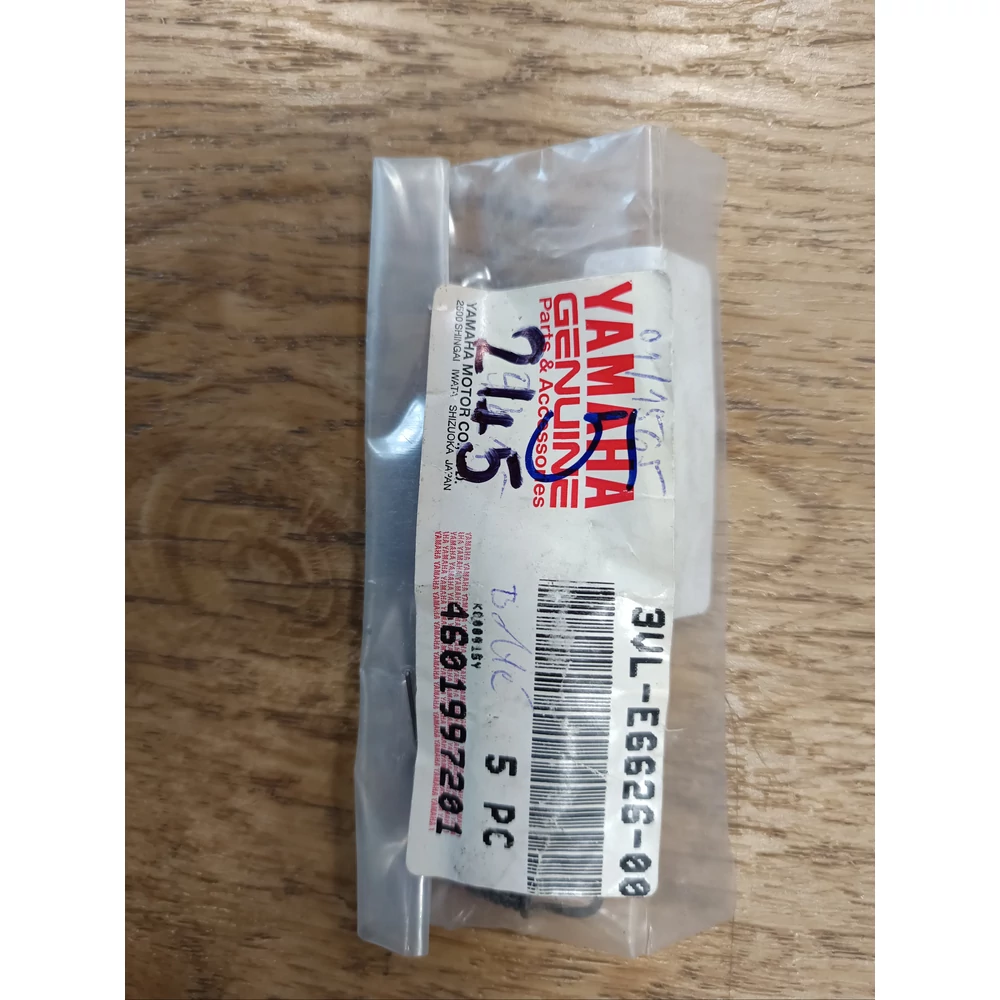 YAMAHA
GENUINE
Parts & Accessories
YAMAHA MOTOR CO., LTD.
2500 SHINGAI IWATA SHIZUOKA JAPAN
2445
3VL-E6626-00
5 PC
4601997201